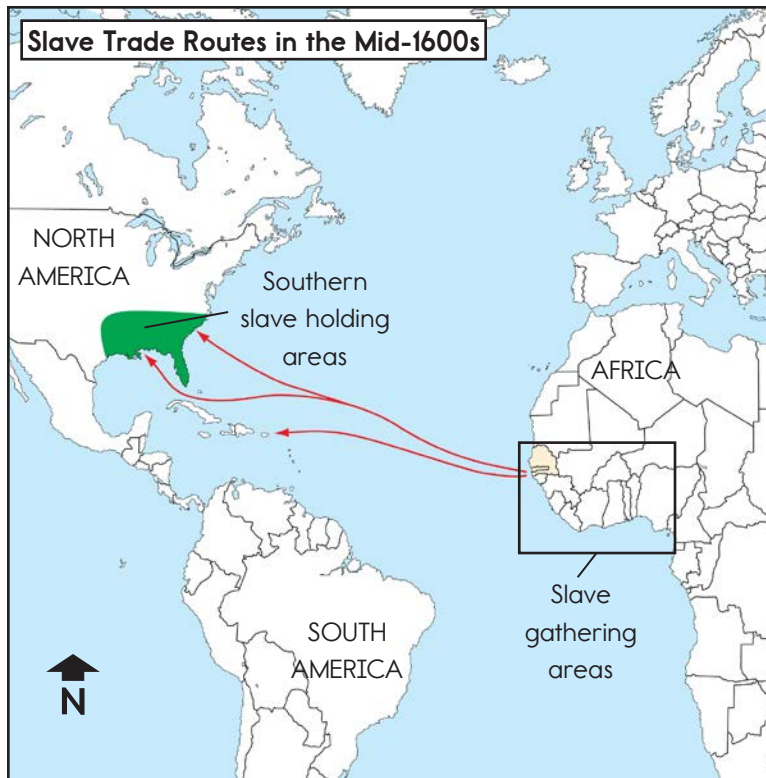 Slave Trade Routes in the Mid-1600s
NORTH
AMERICA
Southern
slave holding
areas
AFRICA
Slave
gathering
areas
SOUTH
AMERICA
N